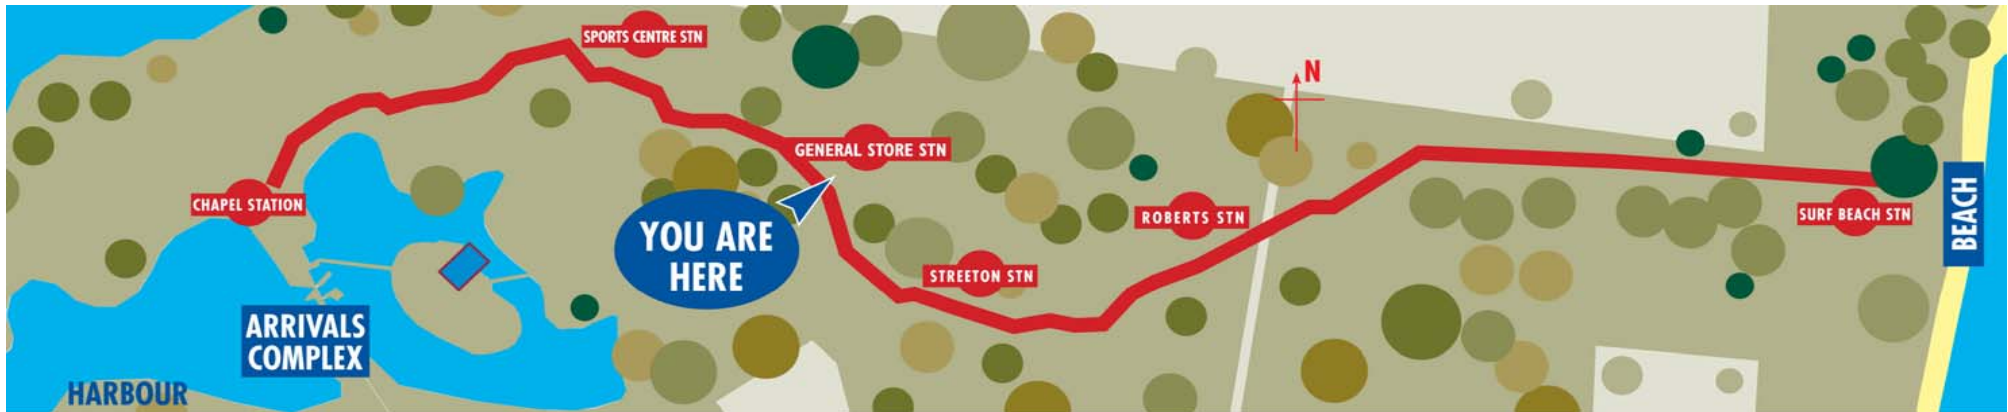 SPORTS CENTRE STN
N
GENERAL STORE STN
CHAPEL STATION
ROBERTS STN
SURF BEACH STN
BEACH
YOU ARE
HERE
STREETON STN
ARRIVALS
COMPLEX
HARBOUR